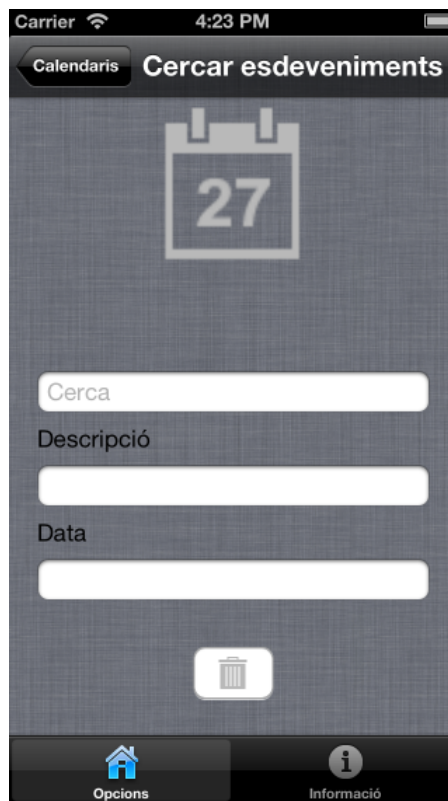 Carrier 4:23 PM
Calendaris Cercar esdeveniments
27
Cerca
Descripció
Data
Opcions Informació